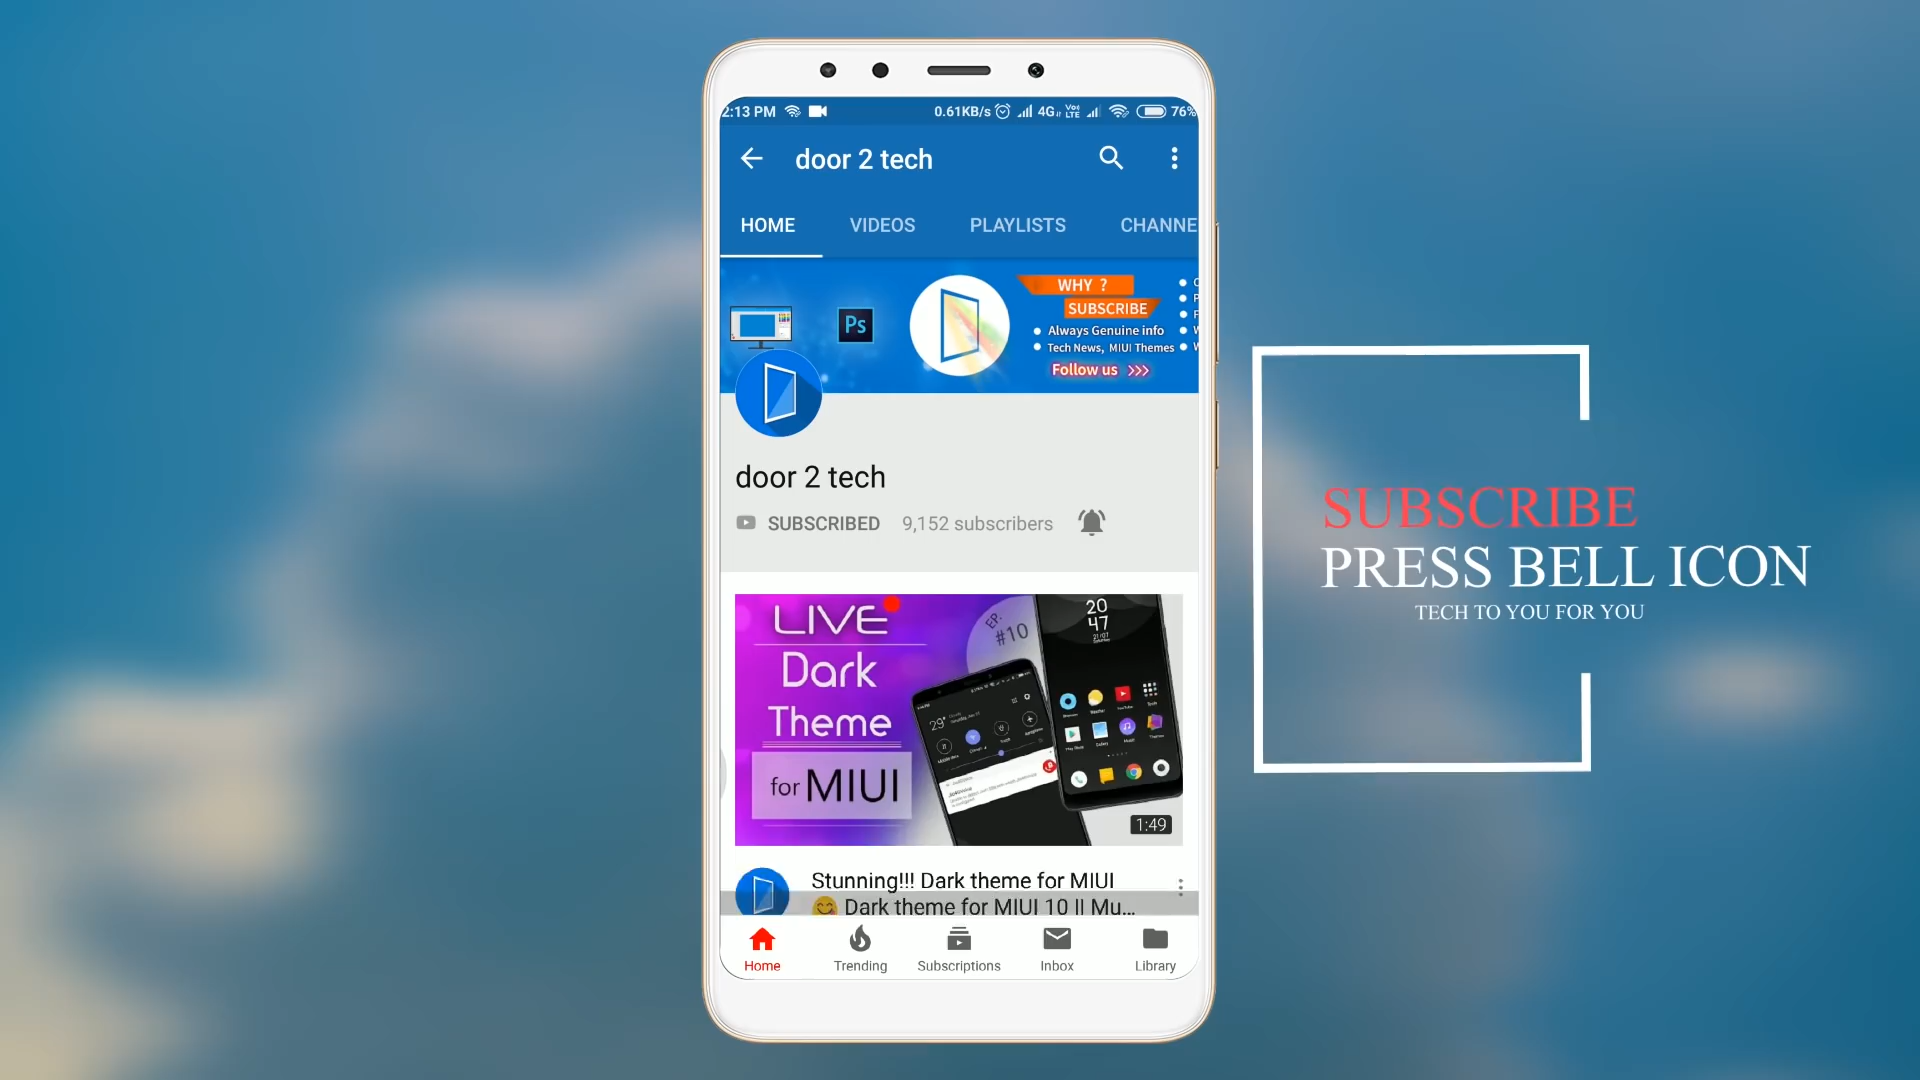 2:13 PM 0.61KB/s 4G Vo LTE 76%
door 2 tech
HOME VIDEOS PLAYLISTS CHANNE
WHY ?
SUBSCRIBE
Ps
Always Genuine info
Tech News, MIUI Themes
Follow us >>>
door 2 tech
SUBSCRIBED 9,152 subscribers
LIVE
Dark
Theme
for MIUI
EP.
#10
20
47
29°
1:49
Stunning!!! Dark theme for MIUI
😋 Dark theme for MIUI 10 || Mu...
Home Trending Subscriptions Inbox Library
SUBSCRIBE
PRESS BELL ICON
TECH TO YOU FOR YOU